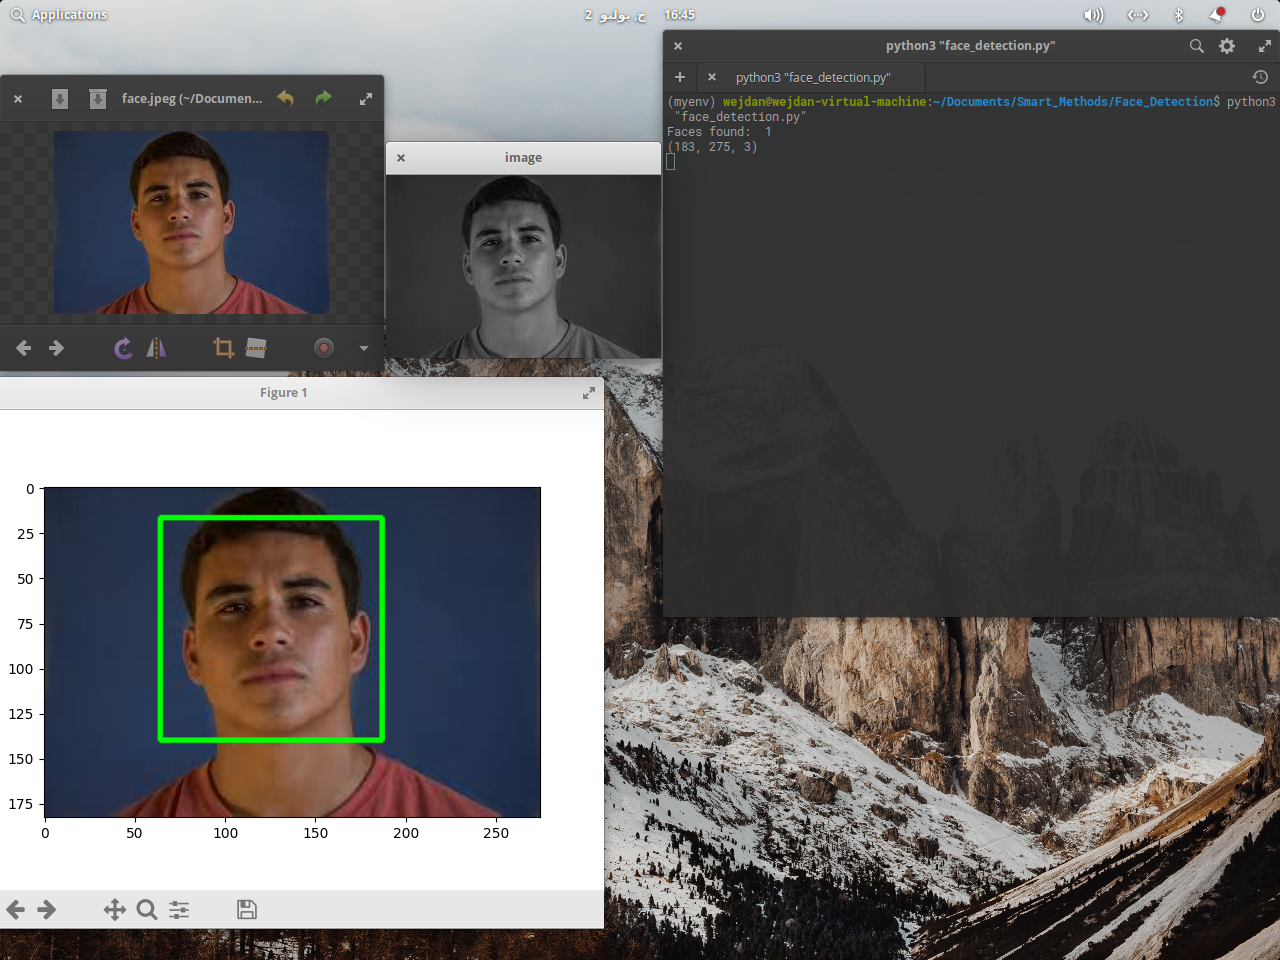 Applications
ج، يوليو  2   16:45
face.jpeg (~/Documen...
image
python3 "face_detection.py"
python3 "face_detection.py"
(myenv) wejdan@wejdan-virtual-machine:~/Documents/Smart_Methods/Face_Detection$ python3
"face_detection.py"
Faces found:  1
(183, 275, 3)
Figure 1
0
25
50
75
100
125
150
175
0 50 100 150 200 250